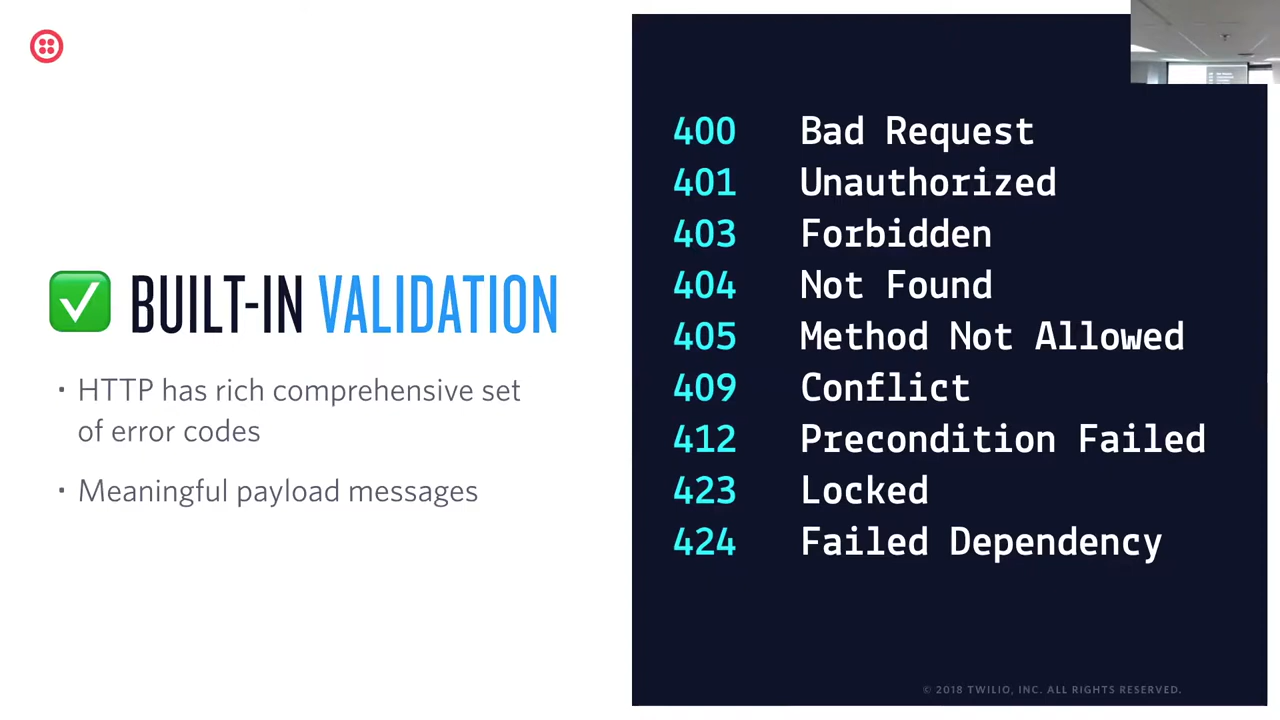 BUILT-IN VALIDATION
· HTTP has rich comprehensive set
of error codes
· Meaningful payload messages
400 Bad Request
401 Unauthorized
403 Forbidden
404 Not Found
405 Method Not Allowed
409 Conflict
412 Precondition Failed
423 Locked
424 Failed Dependency
© 2018 TWILIO, INC. ALL RIGHTS RESERVED.